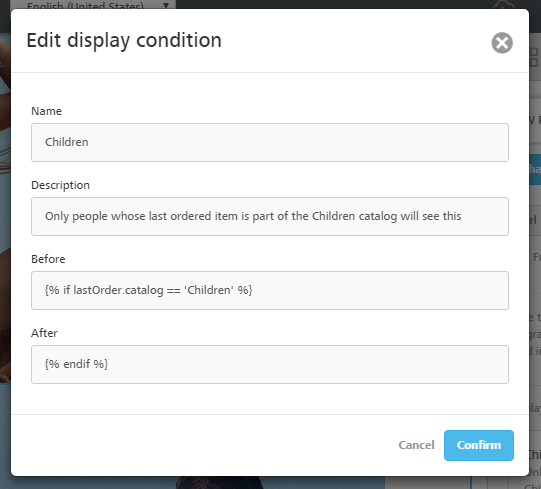 English (United States)
Edit display condition
Name
Children
Description
Only people whose last ordered item is part of the Children catalog will see this
Before
{% if lastOrder.catalog == 'Children' %}
After
{% endif %}
Cancel
Confirm